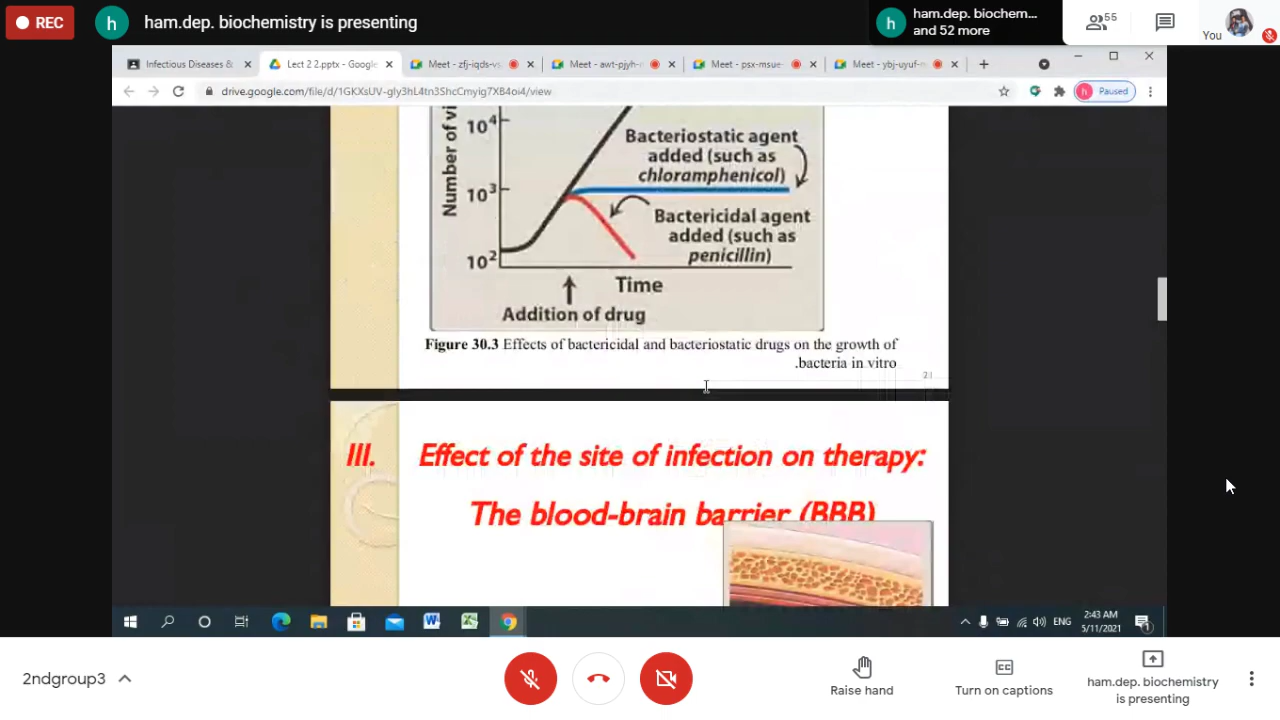 REC
h
ham.dep. biochemistry is presenting
h
ham.dep. biochem...
and 52 more
55
You
Infectious Diseases &
Lect 2 2.pptx - Google
Meet - zfj-iqds-vs
Meet - awt-pjyh-
Meet - psx-msue-
Meet - ybj-uyuf-
drive.google.com/file/d/1GKXsUV-gly3hL4tn3ShcCmyig7XB4oi4/view
h
Paused
Number of vi
10⁴
10³
10²
Bacteriostatic agent
added (such as
chloramphenicol)
Bactericidal agent
added (such as
penicillin)
Time
Addition of drug
Figure 30.3 Effects of bactericidal and bacteriostatic drugs on the growth of
.bacteria in vitro
21
III. Effect of the site of infection on therapy:
The blood-brain barrier (BBB)
W
X
ENG
2:43 AM
5/11/2021
1
2ndgroup3
Raise hand
CC
Turn on captions
ham.dep. biochemistry
is presenting